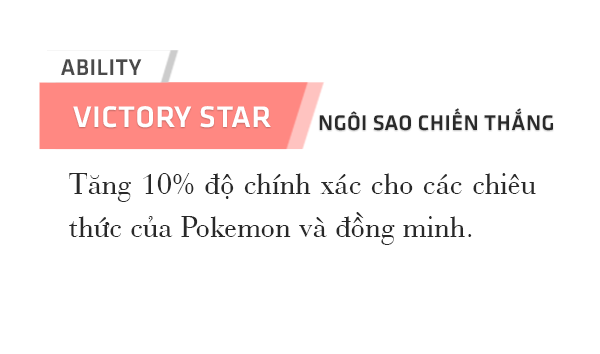 ABILITY
VICTORY STAR
NGÔI SAO CHIẾN THẮNG
Tăng 10% độ chính xác cho các chiêu
thức của Pokemon và đồng minh.